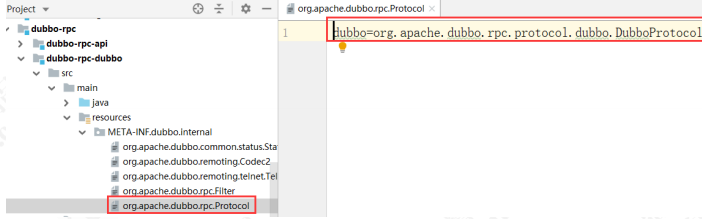 Project
dubbo-rpc
dubbo-rpc-api
dubbo-rpc-dubbo
src
main
java
resources
META-INF.dubbo.internal
org.apache.dubbo.common.status.Sta
org.apache.dubbo.remoting.Codec2
org.apache.dubbo.remoting.telnet.Tel
org.apache.dubbo.rpc.Filter
org.apache.dubbo.rpc.Protocol
org.apache.dubbo.rpc.Protocol
1 dubbo=org.apache.dubbo.rpc.protocol.dubbo.DubboProtocol